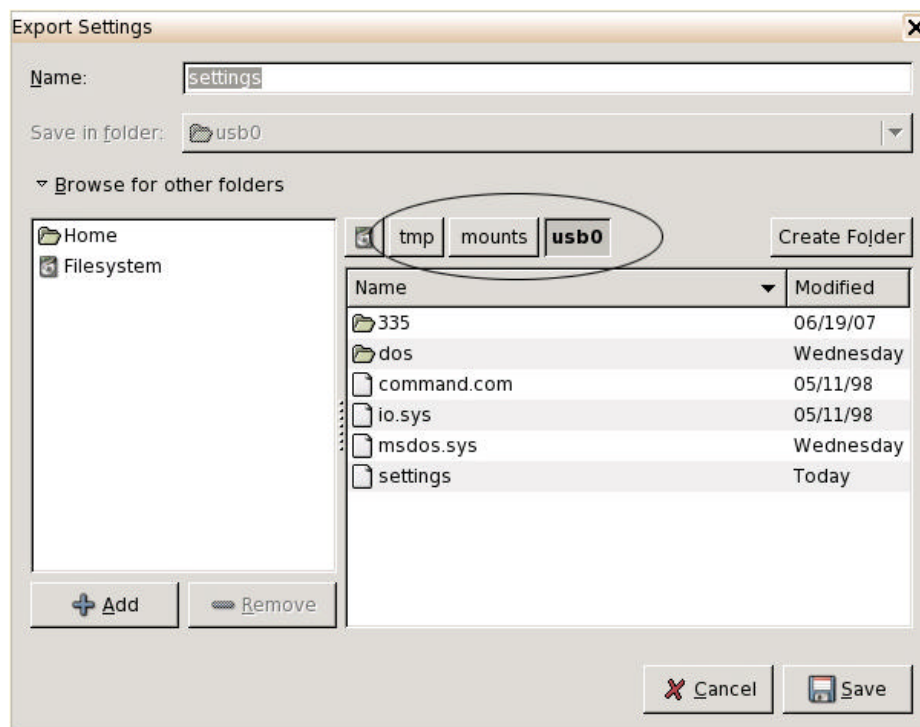 Export Settings
Name: settings
Save in folder: usb0
Browse for other folders
Home
Filesystem
tmp mounts usb0 Create Folder
Name Modified
335 06/19/07
dos Wednesday
command.com 05/11/98
io.sys 05/11/98
msdos.sys Wednesday
settings Today
Add Remove
Cancel Save